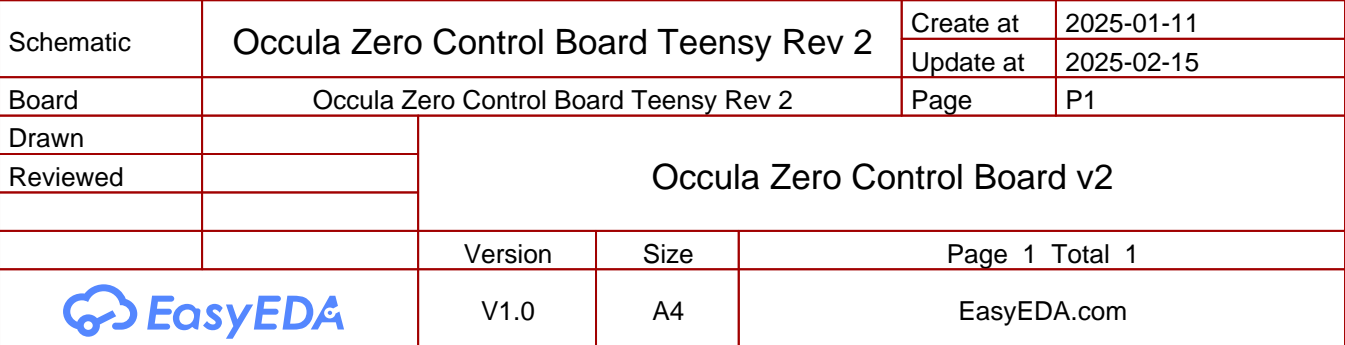 Schematic Occula Zero Control Board Teensy Rev 2 Create at 2025-01-11
Update at 2025-02-15
Board Occula Zero Control Board Teensy Rev 2 Page P1
Drawn
Reviewed Occula Zero Control Board v2
Version Size Page 1 Total 1
EasyEDA V1.0 A4 EasyEDA.com